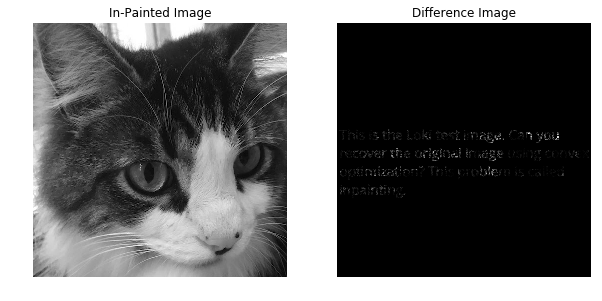 In-Painted Image
Difference Image
This is the Loki test image. Can you
recover the original image using convex
optimization? This problem is called
inpainting.